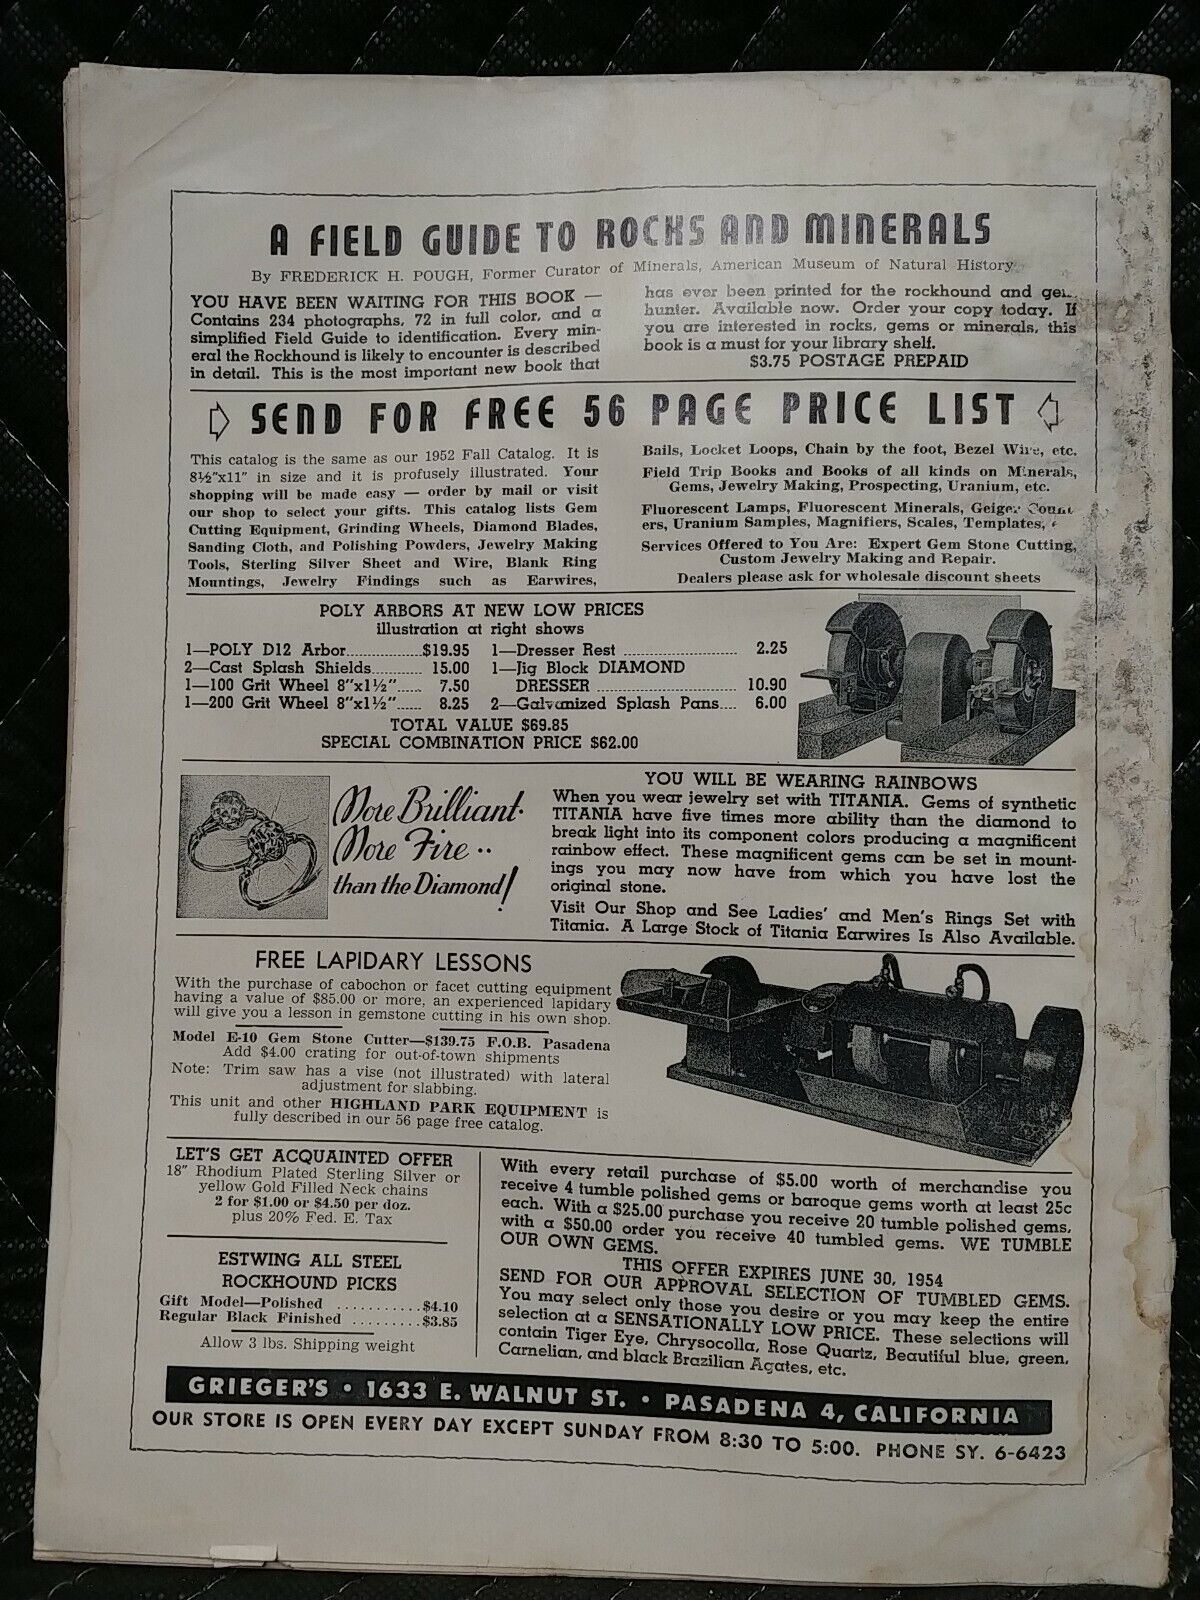 A FIELD GUIDE TO ROCKS AND MINERALS
By FREDERICK H. POUGH, Former Curator of Minerals, American Museum of Natural History
YOU HAVE BEEN WAITING FOR THIS BOOK —
Contains 234 photographs, 72 in full color, and a
simplified Field Guide to identification. Every min-
eral the Rockhound is likely to encounter is described
in detail. This is the most important new book that
has ever been printed for the rockhound and
hunter. Available now. Order your copy today. If
you are interested in rocks, gems or minerals, this
book is a must for your library shelf.
$3.75 POSTAGE PREPAID
SEND FOR FREE 56 PAGE PRICE LIST
This catalog is the same as our 1952 Fall Catalog. It is
8½"x11" in size and it is profusely illustrated. Your
shopping will be made easy — order by mail or visit
our shop to select your gifts. This catalog lists Gem
Cutting Equipment, Grinding Wheels, Diamond Blades,
Sanding Cloth, and Polishing Powders, Jewelry Making
Tools, Sterling Silver Sheet and Wire, Blank Ring
Mountings, Jewelry Findings such as Earwires,
Bails, Locket Loops, Chain by the foot, Bezel Wire, etc.
Field Trip Books and Books of all kinds on Minerals,
Gems, Jewelry Making, Prospecting, Uranium, etc.
Fluorescent Lamps, Fluorescent Minerals, Geiger Count
ers, Uranium Samples, Magnifiers, Scales, Templates,
Services Offered to You Are: Expert Gem Stone Cutting,
Custom Jewelry Making and Repair.
Dealers please ask for wholesale discount sheets
POLY ARBORS AT NEW LOW PRICES
illustration at right shows
1—POLY D12 Arbor..............$19.95
2—Cast Splash Shields......... 15.00
1—100 Grit Wheel 8"x1½"..... 7.50
1—200 Grit Wheel 8"x1½"...... 8.25
1—Dresser Rest ........................ 2.25
1—Jig Block DIAMOND
DRESSER ........................... 10.90
2—Galvanized Splash Pans.... 6.00
TOTAL VALUE $69.85
SPECIAL COMBINATION PRICE $62.00
More Brilliant·
More Fire ··
than the Diamond!
YOU WILL BE WEARING RAINBOWS
When you wear jewelry set with TITANIA. Gems of synthetic
TITANIA have five times more ability than the diamond to
break light into its component colors producing a magnificent
rainbow effect. These magnificent gems can be set in mount-
ings you may now have from which you have lost the
original stone.
Visit Our Shop and See Ladies' and Men's Rings Set with
Titania. A Large Stock of Titania Earwires Is Also Available.
FREE LAPIDARY LESSONS
With the purchase of cabochon or facet cutting equipment
having a value of $85.00 or more, an experienced lapidary
will give you a lesson in gemstone cutting in his own shop.
Model E-10 Gem Stone Cutter—$139.75 F.O.B. Pasadena
Add $4.00 crating for out-of-town shipments
Note: Trim saw has a vise (not illustrated) with lateral
adjustment for slabbing.
This unit and other HIGHLAND PARK EQUIPMENT is
fully described in our 56 page free catalog.
LET'S GET ACQUAINTED OFFER
18" Rhodium Plated Sterling Silver or
yellow Gold Filled Neck chains
2 for $1.00 or $4.50 per doz.
plus 20% Fed. E. Tax
ESTWING ALL STEEL
ROCKHOUND PICKS
Gift Model—Polished ...........$4.10
Regular Black Finished .........$3.85
Allow 3 lbs. Shipping weight
With every retail purchase of $5.00 worth of merchandise you
receive 4 tumble polished gems or baroque gems worth at least 25c
each. With a $25.00 purchase you receive 20 tumble polished gems,
with a $50.00 order you receive 40 tumbled gems. WE TUMBLE
OUR OWN GEMS.
THIS OFFER EXPIRES JUNE 30, 1954
SEND FOR OUR APPROVAL SELECTION OF TUMBLED GEMS.
You may select only those you desire or you may keep the entire
selection at a SENSATIONALLY LOW PRICE. These selections will
contain Tiger Eye, Chrysocolla, Rose Quartz, Beautiful blue, green,
Carnelian, and black Brazilian Agates, etc.
GRIEGER'S • 1633 E. WALNUT ST. • PASADENA 4, CALIFORNIA
OUR STORE IS OPEN EVERY DAY EXCEPT SUNDAY FROM 8:30 TO 5:00. PHONE SY. 6-6423